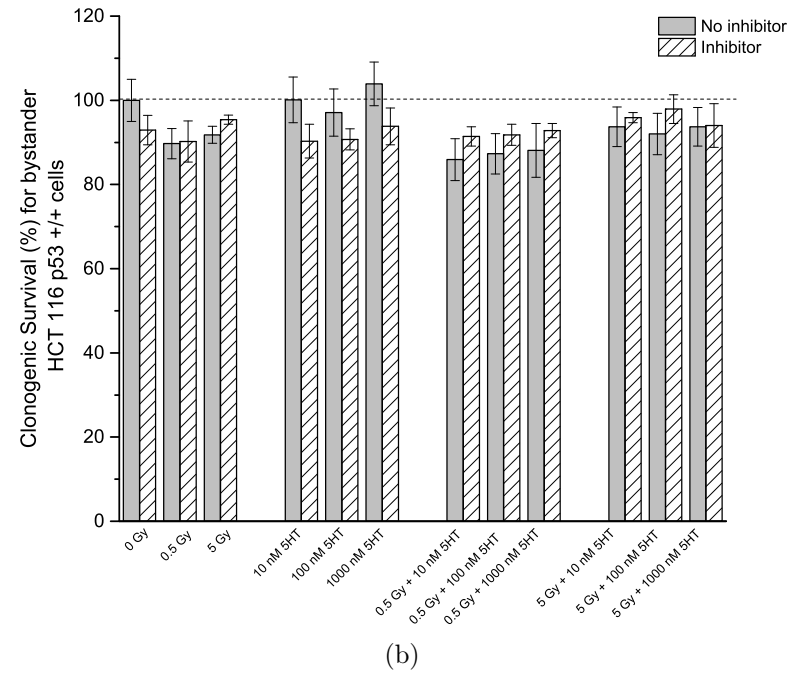 120
100
80
60
40
20
0
Clonogenic Survival (%) for bystander
HCT 116 p53 +/+ cells
No inhibitor
Inhibitor
0 Gy
0.5 Gy
5 Gy
10 nM 5HT
100 nM 5HT
1000 nM 5HT
0.5 Gy + 10 nM 5HT
0.5 Gy + 100 nM 5HT
0.5 Gy + 1000 nM 5HT
5 Gy + 10 nM 5HT
5 Gy + 100 nM 5HT
5 Gy + 1000 nM 5HT
(b)